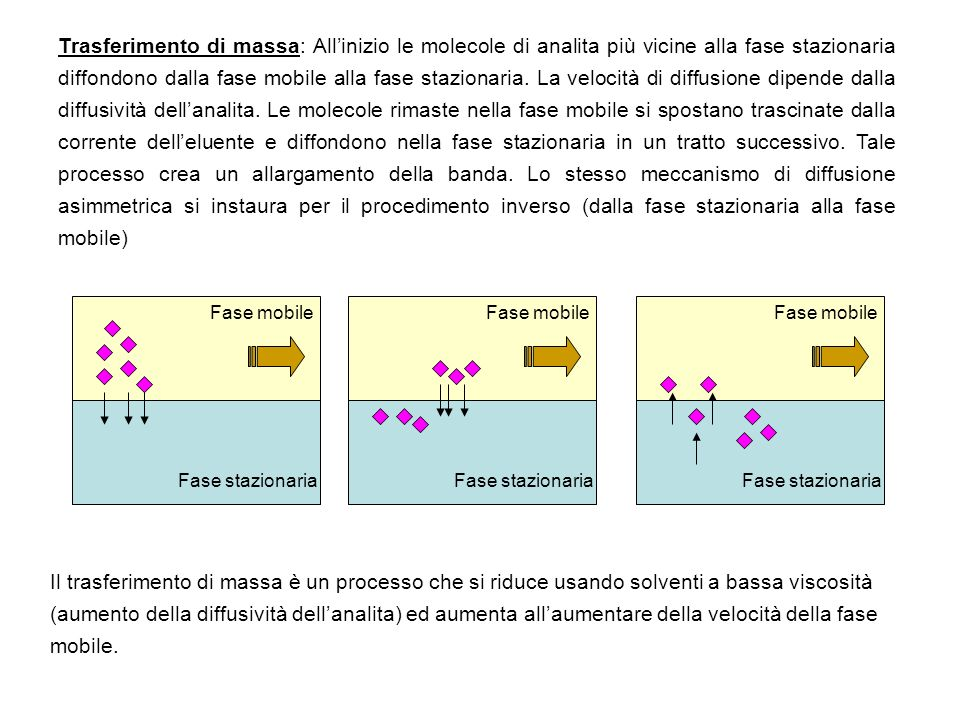 Trasferimento di massa: All’inizio le molecole di analita più vicine alla fase stazionaria
diffondono dalla fase mobile alla fase stazionaria. La velocità di diffusione dipende dalla
diffusività dell’analita. Le molecole rimaste nella fase mobile si spostano trascinate dalla
corrente dell’eluente e diffondono nella fase stazionaria in un tratto successivo. Tale
processo crea un allargamento della banda. Lo stesso meccanismo di diffusione
asimmetrica si instaura per il procedimento inverso (dalla fase stazionaria alla fase
mobile)
Fase mobile
Fase stazionaria
Fase mobile
Fase stazionaria
Fase mobile
Fase stazionaria
Il trasferimento di massa è un processo che si riduce usando solventi a bassa viscosità
(aumento della diffusività dell’analita) ed aumenta all’aumentare della velocità della fase
mobile.